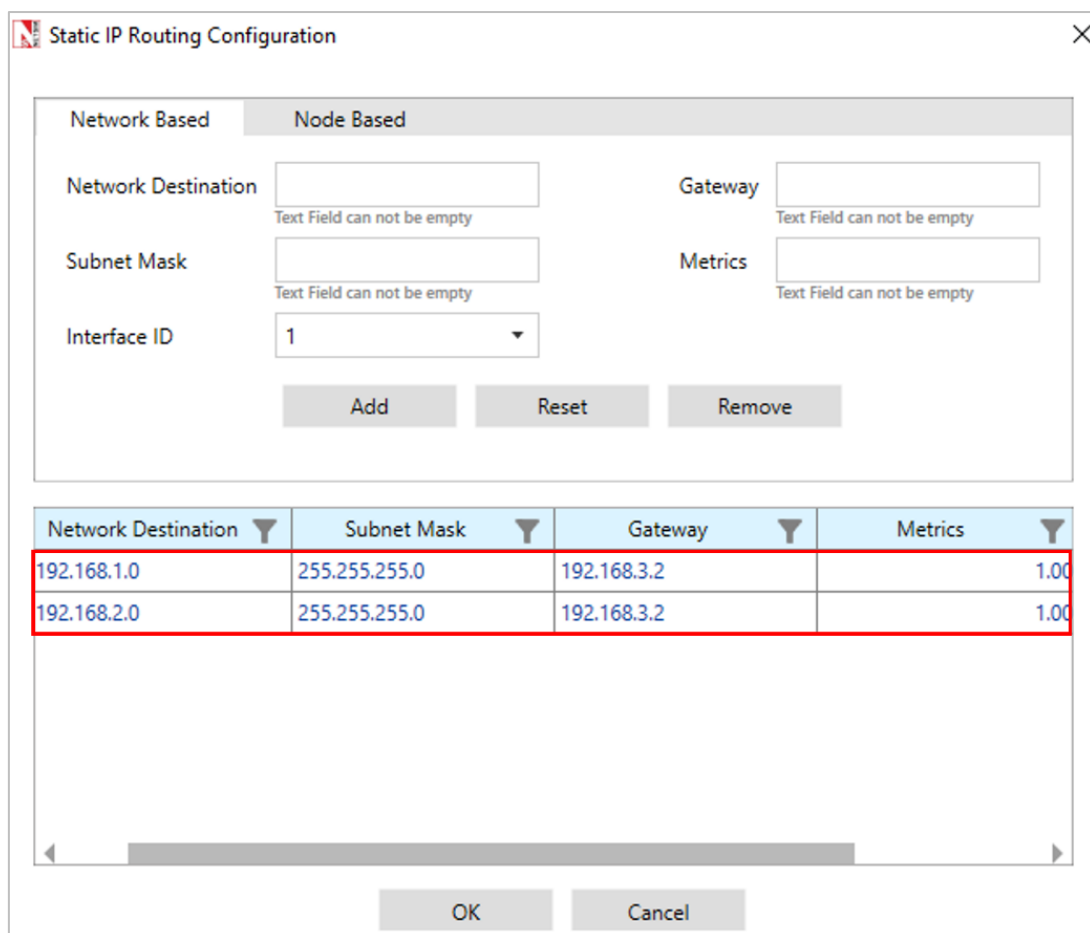 Static IP Routing Configuration
Network Based Node Based
Network Destination Gateway
Text Field can not be empty Text Field can not be empty
Subnet Mask Metrics
Text Field can not be empty Text Field can not be empty
Interface ID 1
Add Reset Remove
Network Destination Subnet Mask Gateway Metrics
192.168.1.0 255.255.255.0 192.168.3.2 1.00
192.168.2.0 255.255.255.0 192.168.3.2 1.00
OK Cancel